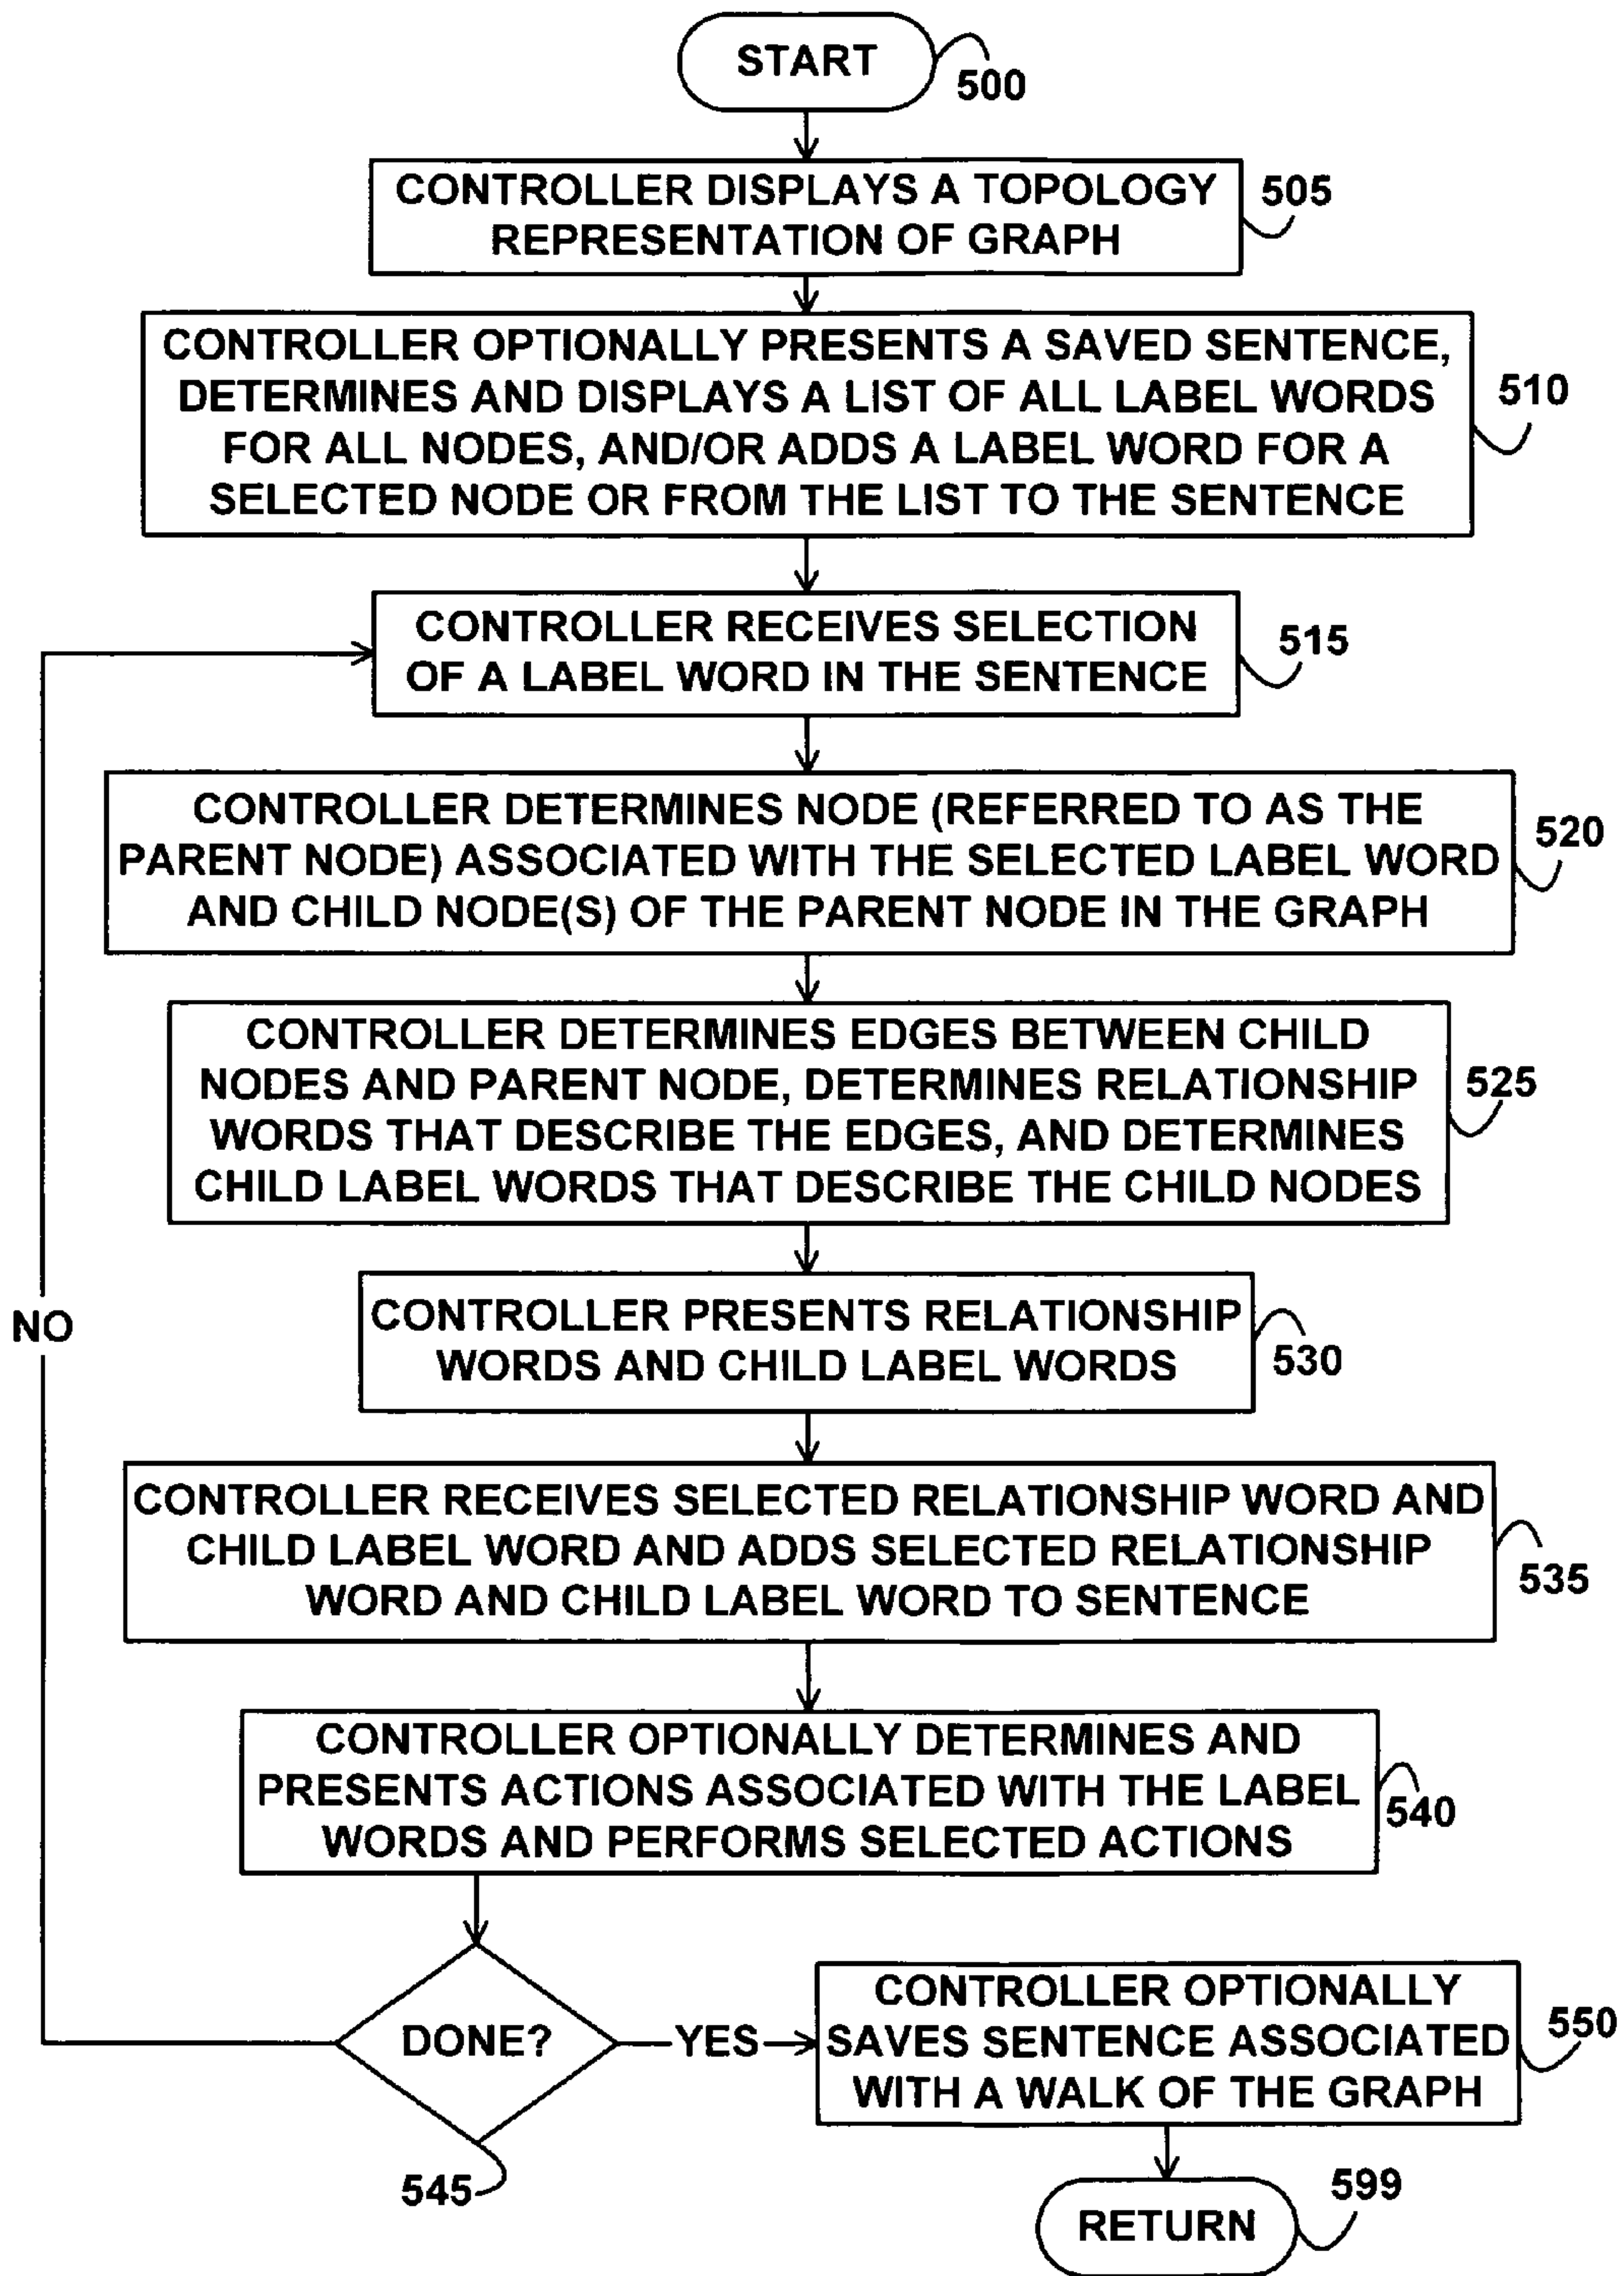 START
500
CONTROLLER DISPLAYS A TOPOLOGY
REPRESENTATION OF GRAPH
505
CONTROLLER OPTIONALLY PRESENTS A SAVED SENTENCE,
DETERMINES AND DISPLAYS A LIST OF ALL LABEL WORDS
FOR ALL NODES, AND/OR ADDS A LABEL WORD FOR A
SELECTED NODE OR FROM THE LIST TO THE SENTENCE
510
CONTROLLER RECEIVES SELECTION
OF A LABEL WORD IN THE SENTENCE
515
CONTROLLER DETERMINES NODE (REFERRED TO AS THE
PARENT NODE) ASSOCIATED WITH THE SELECTED LABEL WORD
AND CHILD NODE(S) OF THE PARENT NODE IN THE GRAPH
520
CONTROLLER DETERMINES EDGES BETWEEN CHILD
NODES AND PARENT NODE, DETERMINES RELATIONSHIP
WORDS THAT DESCRIBE THE EDGES, AND DETERMINES
CHILD LABEL WORDS THAT DESCRIBE THE CHILD NODES
525
NO
CONTROLLER PRESENTS RELATIONSHIP
WORDS AND CHILD LABEL WORDS
530
CONTROLLER RECEIVES SELECTED RELATIONSHIP WORD AND
CHILD LABEL WORD AND ADDS SELECTED RELATIONSHIP
WORD AND CHILD LABEL WORD TO SENTENCE
535
CONTROLLER OPTIONALLY DETERMINES AND
PRESENTS ACTIONS ASSOCIATED WITH THE LABEL
WORDS AND PERFORMS SELECTED ACTIONS
540
DONE?
545
YES
CONTROLLER OPTIONALLY
SAVES SENTENCE ASSOCIATED
WITH A WALK OF THE GRAPH
550
RETURN
599